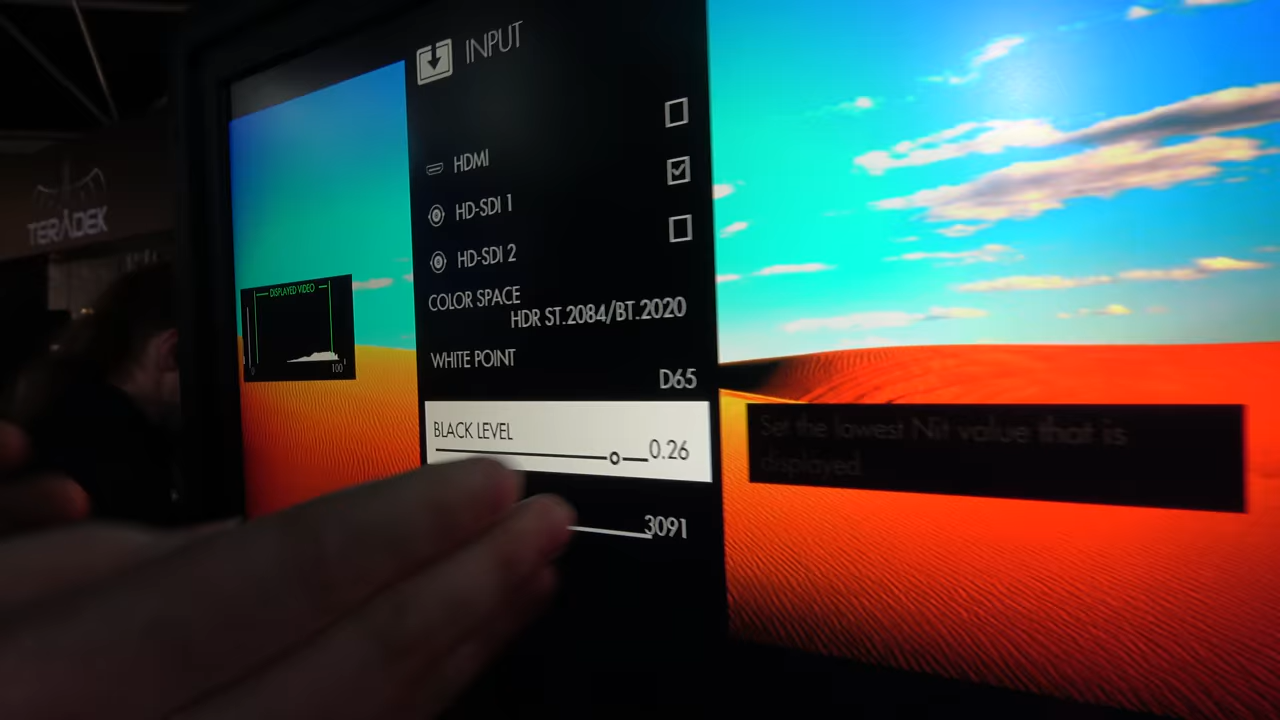 INPUT
TERADEK
HDMI
HD-SDI 1
HD-SDI 2
DISPLAYED VIDEO
0
100
COLOR SPACE
HDR ST.2084/BT.2020
WHITE POINT
D65
BLACK LEVEL
0.26
Set the lowest Nit value that is
displayed
3091